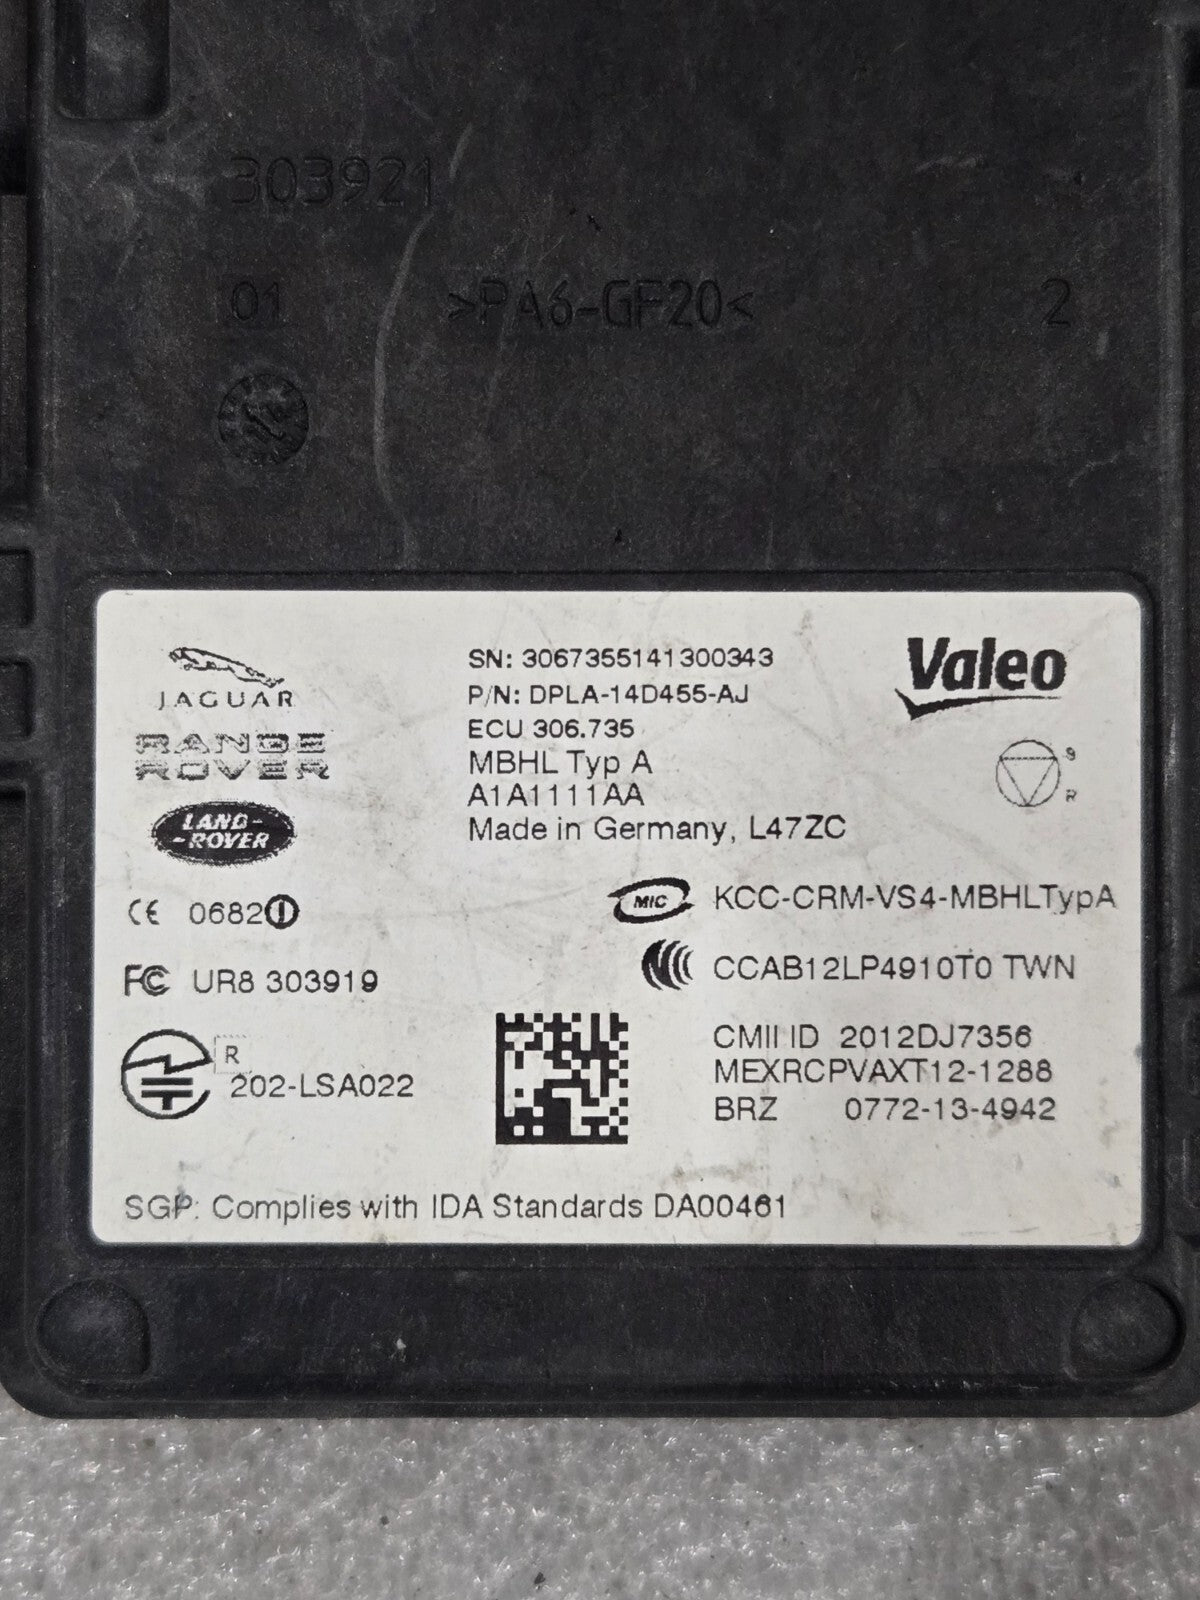 303921
01 >PA6-GF20< 2
JAGUAR
RANGE
ROVER
LAND-
-ROVER
SN: 3067355141300343
P/N: DPLA-14D455-AJ
ECU 306.735
MBHL Typ A
A1A1111AA
Made in Germany, L47ZC
Valeo
9
R
CE 0682
MIC KCC-CRM-VS4-MBHLTypA
FC UR8 303919
CCAB12LP4910T0 TWN
R
202-LSA022
CMII ID 2012DJ7356
MEXRCPVAXT12-1288
BRZ 0772-13-4942
SGP: Complies with IDA Standards DA00461